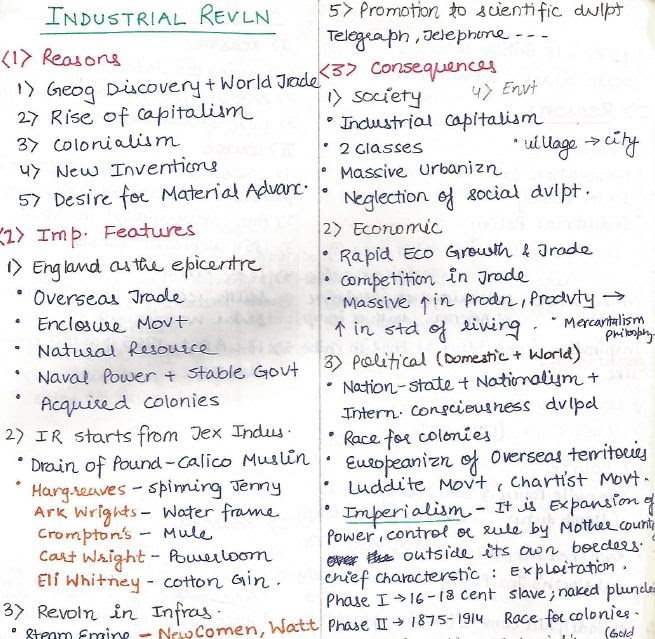 INDUSTRIAL REVLN
<1> Reasons
1> Geog Discovery + World Trade
2> Rise of Capitalism
3> Colonialism
4> New Inventions
5> Desire for Material Advanc.
<2> Imp. Features
1> England as the epicentre
• Overseas Trade
• Enclosure Movt
• Natural Resource
• Naval Power + Stable Govt
• Acquired colonies
2) IR starts from Tex Indus.
• Drain of Pound - Calico Muslin
• Hargreaves - Spinning Jenny
Ark Wrights - Water frame
Crompton's - Mule
Cart Wright - Powerloom
Eli Whitney - cotton Gin.
3) Revoln in Infras.
• Steam Engine - New Comen, Watt
5> Promotion to scientific dvlpt
Telegraph, Telephone ---
<3> Consequences
1) Society 4> Envt
• Industrial Capitalism
• 2 classes • village → city
• Massive Urbanizn
• Neglection of social dvlpt.
2) Economic
• Rapid Eco Growth & Trade
• Competition in Trade
• Massive ↑ in Prodn, Prodvty →
↑ in std of living. • Mercantalism
philosphy
3) Political (Domestic + World)
• Nation-state + Nationalism +
Intern. consciousness dvlpd
• Race for colonies
• Europeanizn of Overseas territories
• Luddite Movt, Chartist Movt.
• Imperialism - It is expansion of
Power, control or rule by Mother country
outside its own borders.
chief characterstic : Exploitation.
Phase I → 16-18 cent slave; naked plunder
Phase II → 1875-1914 Race for colonies.
(Gold